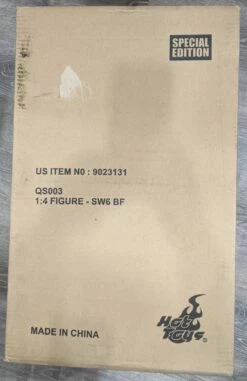 SPECIAL
EDITION
US ITEM NO : 9023131
QS003
1:4 FIGURE - SW6 BF
HOT
TOYS®
MADE IN CHINA